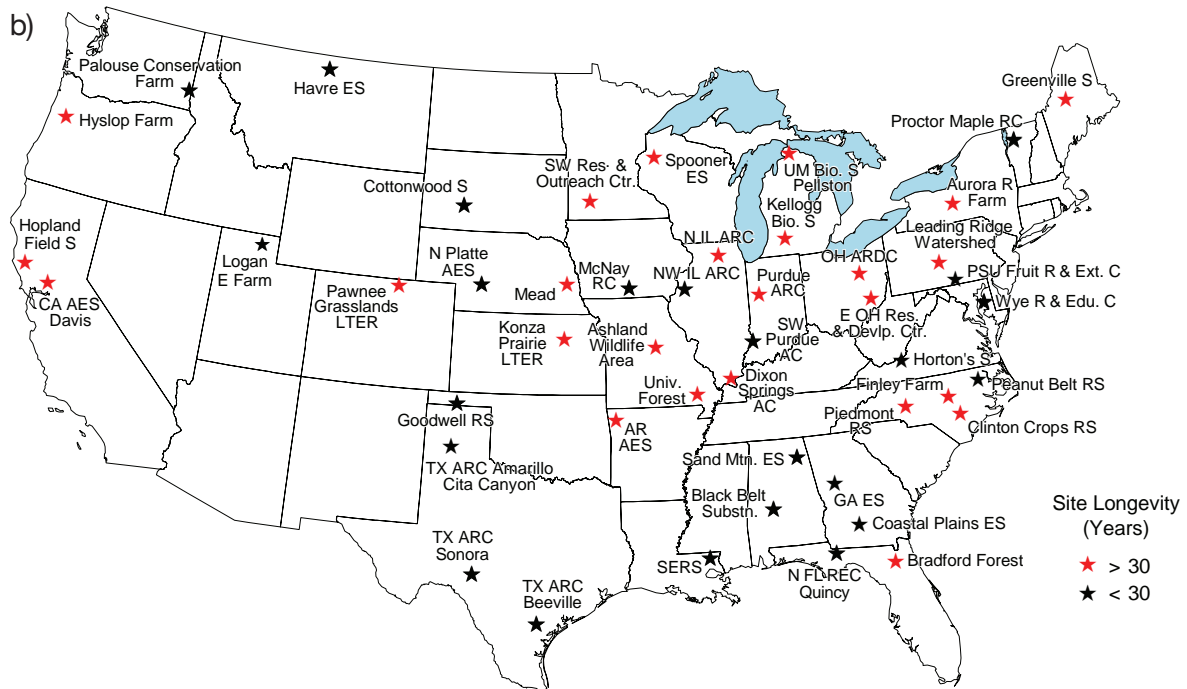 b)
Palouse Conservation
Farm
Havre ES
Greenville S
Hyslop Farm
Proctor Maple RC
SW Res· &
Outreach Ctr.
Spooner
ES
UM Bio. S
Pellston
Cottonwood S
Aurora R
Farm
Kellogg
Bio. S
Hopland
Field S
Leading Ridge
Watershed
Logan
E Farm
N IL ARC
OH ARDC
N Platte
AES
McNay
RC
NW IL ARC
Purdue
ARC
PSU Fruit R & Ext. C
CA AES
Davis
Pawnee
Grasslands
LTER
Mead
Wye R & Edu. C
E OH Res.
& Devlp. Ctr.
Konza
Prairie
LTER
Ashland
Wildlife
Area
SW
Purdue
AC
Horton's S
Univ.
Forest
Dixon
Springs
AC
Finley Farm
Peanut Belt RS
Goodwell RS
AR
AES
Piedmont
RS
Clinton Crops RS
TX ARC Amarillo
Cita Canyon
Sand Mtn. ES
Black Belt
Substn.
GA ES
Coastal Plains ES
TX ARC
Sonora
SERS
N FL REC
Quincy
Bradford Forest
TX ARC
Beeville
Site Longevity
(Years)
> 30
< 30